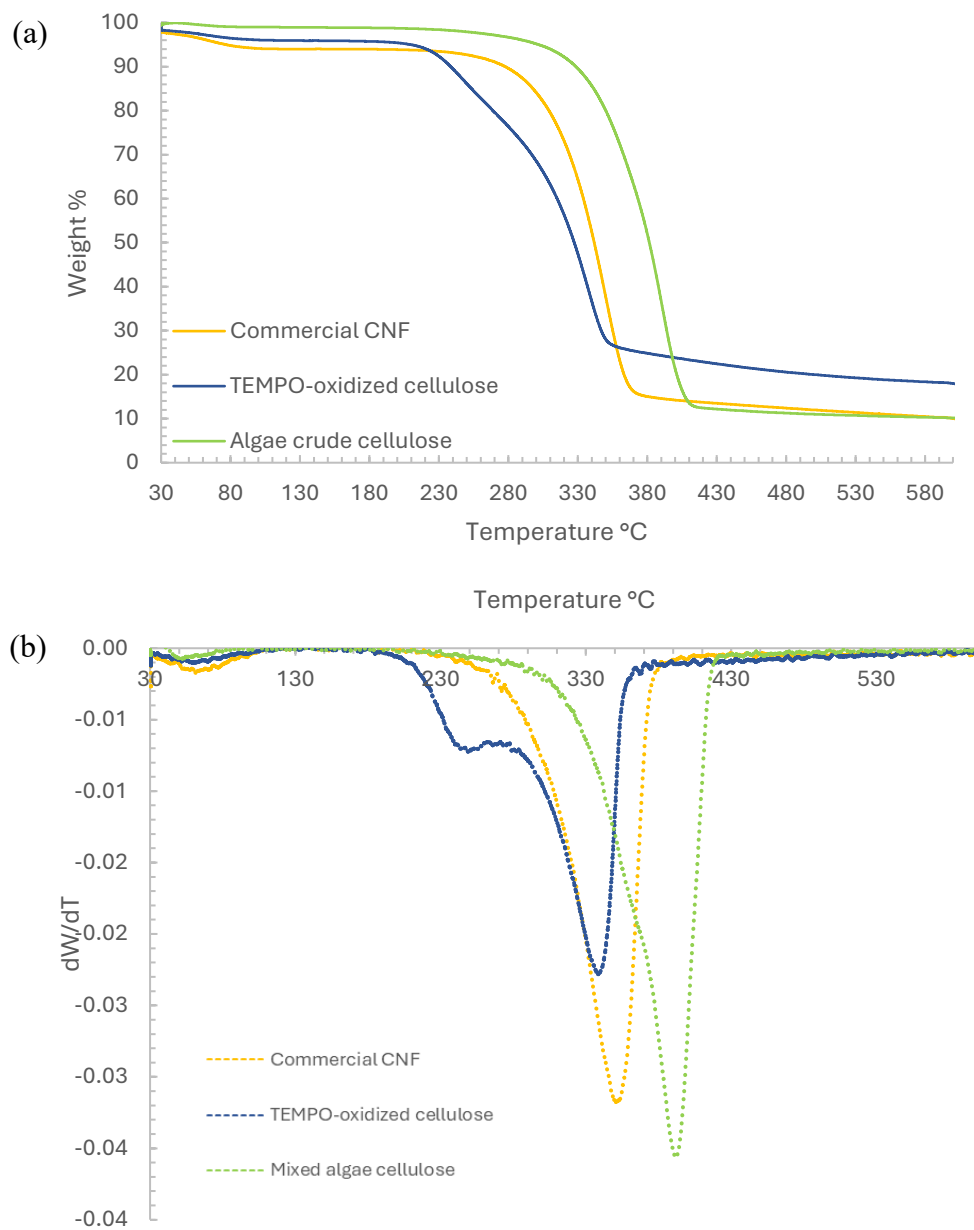 (a)
100
90
80
70
60
50
40
30
20
10
0
Weight %
Commercial CNF
TEMPO-oxidized cellulose
Algae crude cellulose
30 80 130 180 230 280 330 380 430 480 530 580
Temperature °C
Temperature °C
(b)
0.00
30 130 230 330 430 530
-0.01
-0.01
-0.02
-0.02
-0.03
-0.03
-0.04
-0.04
dW/dT
Commercial CNF
TEMPO-oxidized cellulose
Mixed algae cellulose